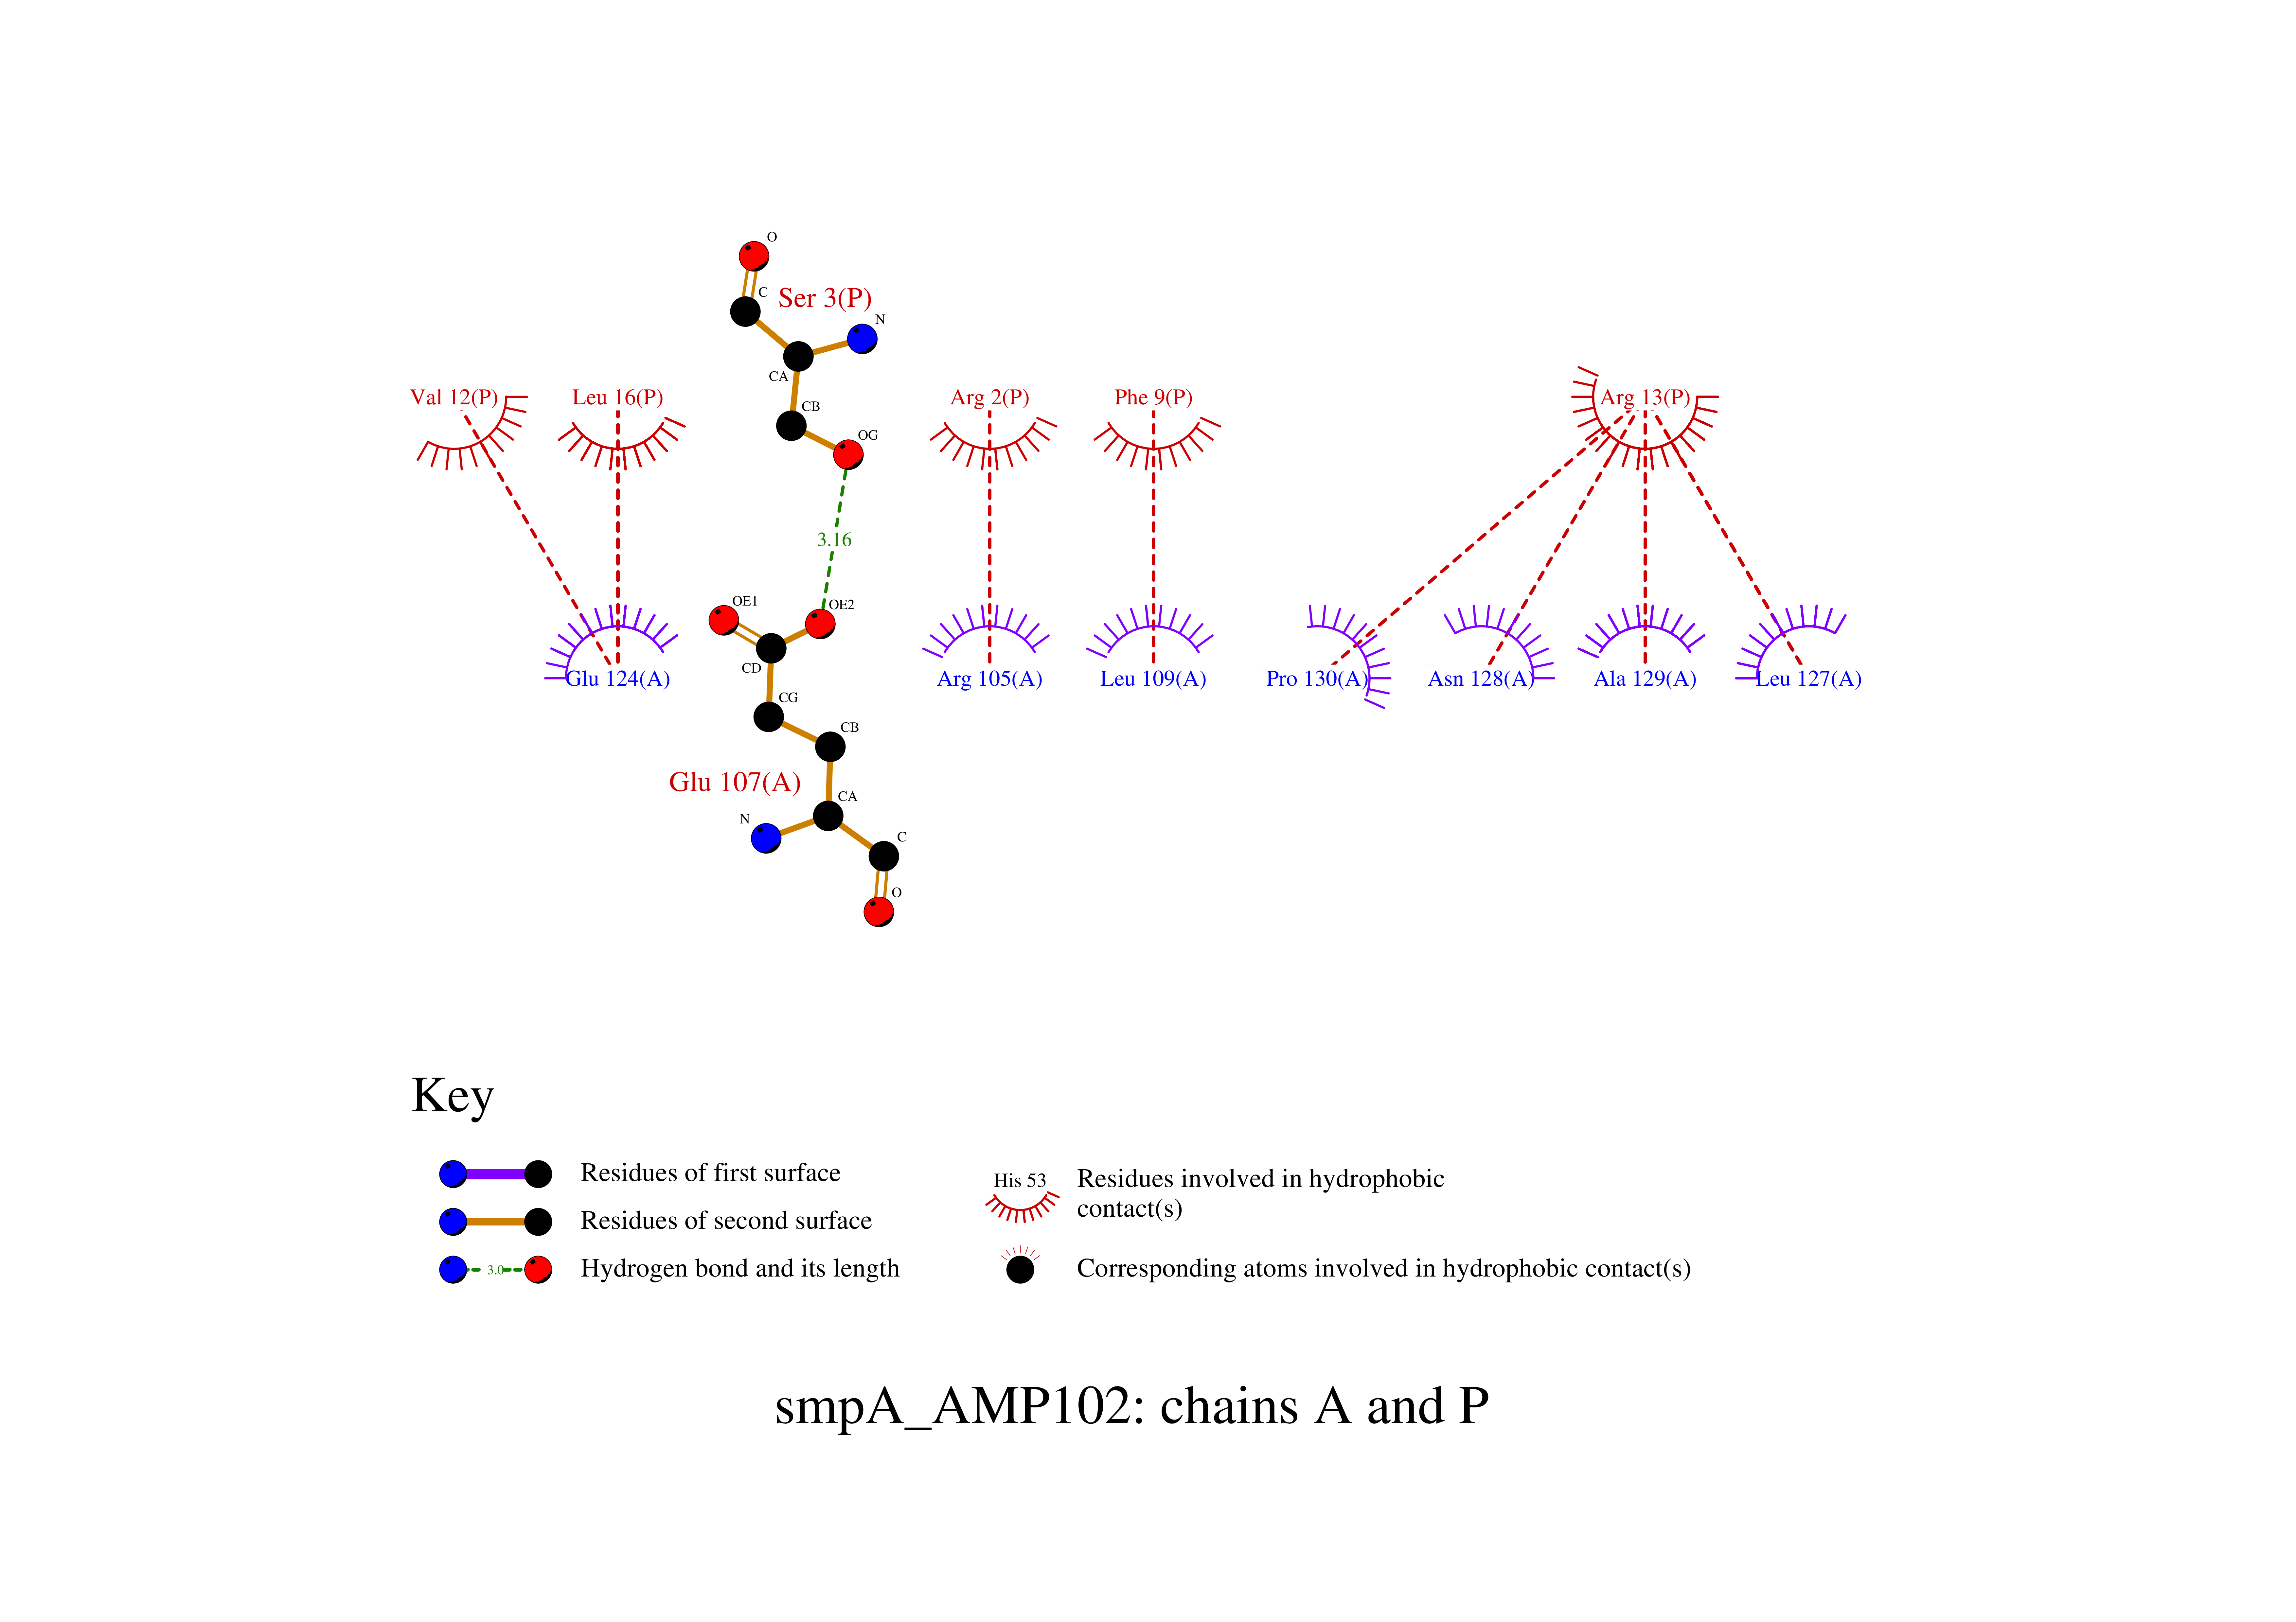 O
C
Ser 3(P)
N
CA
Val 12(P)
Leu 16(P)
Arg 2(P)
Phe 9(P)
Arg 13(P)
CB
OG
3.16
OE1
OE2
CD
Glu 124(A)
Arg 105(A)
Leu 109(A)
Pro 130(A)
Asn 128(A)
Ala 129(A)
Leu 127(A)
CG
CB
Glu 107(A)
CA
N
C
O
Key
Residues of first surface
Residues of second surface
3.0
Hydrogen bond and its length
His 53
Residues involved in hydrophobic
contact(s)
Corresponding atoms involved in hydrophobic contact(s)
smpA_AMP102: chains A and P